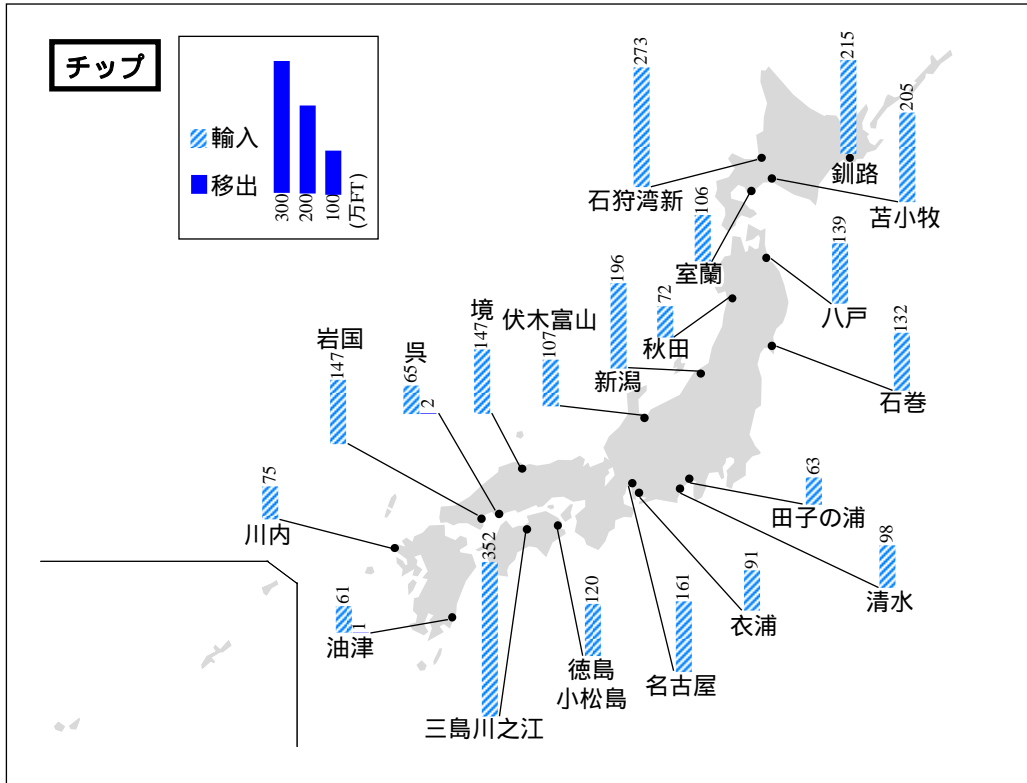 チップ
輸入
移出
300
200
100
(万FT)
273
石狩湾新
215
釧路
205
苫小牧
106
室蘭
139
八戸
196
新潟
72
秋田
132
石巻
147
岩国
65
2
呉
147
境
107
伏木富山
75
川内
63
田子の浦
98
清水
61
1
油津
352
三島川之江
120
徳島
小松島
161
名古屋
91
衣浦